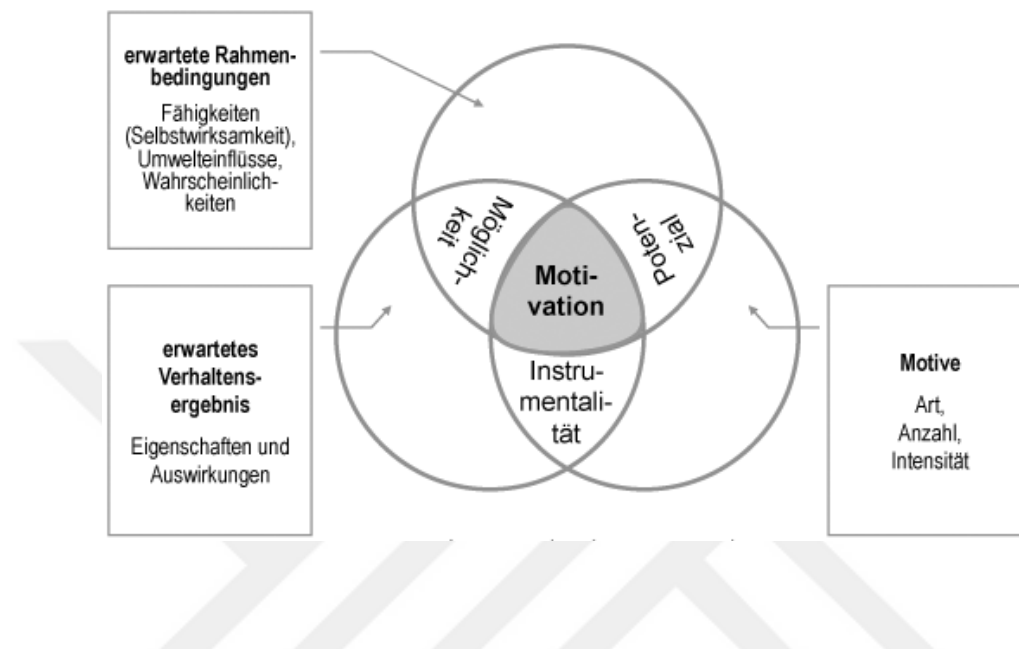 erwartete Rahmen-
bedingungen
Fähigkeiten
(Selbstwirksamkeit),
Umwelteinflüsse,
Wahrscheinlich-
keiten
Möglich-
keit
Poten-
zial
Moti-
vation
Instru-
mentali-
tät
erwartetes
Verhaltens-
ergebnis
Eigenschaften und
Auswirkungen
Motive
Art,
Anzahl,
Intensität